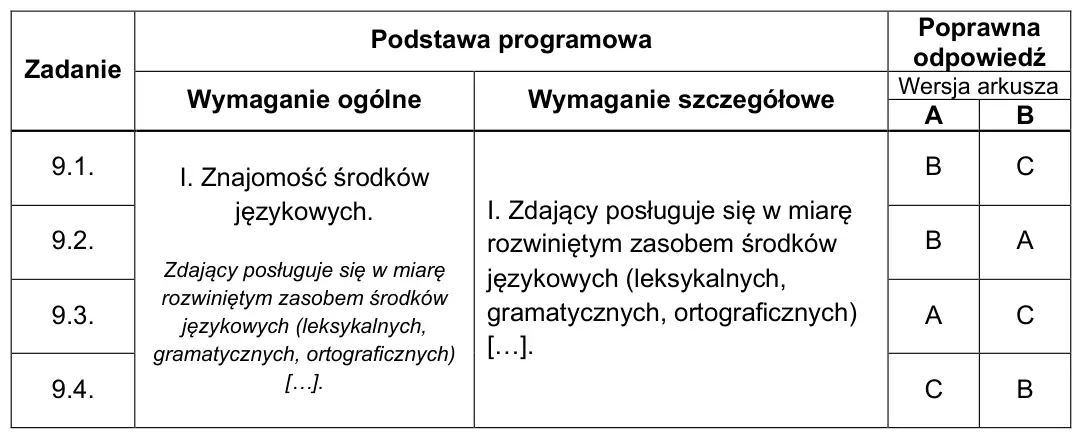 Zadanie
Podstawa programowa
Poprawna
odpowiedź
Wymaganie ogólne
Wymaganie szczegółowe
Wersja arkusza
A B
9.1.
I. Znajomość środków
językowych.
Zdający posługuje się w miarę
rozwiniętym zasobem środków
językowych (leksykalnych,
gramatycznych, ortograficznych)
[…].
I. Zdający posługuje się w miarę
rozwiniętym zasobem środków
językowych (leksykalnych,
gramatycznych, ortograficznych)
[…].
B C
9.2.
B A
9.3.
A C
9.4.
C B